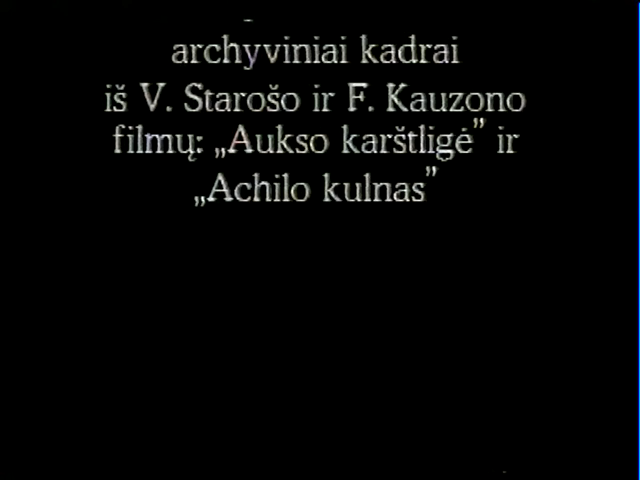 archyviniai kadrai
iš V. Starošo ir F. Kauzono
filmų: „Aukso karštligė” ir
„Achilo kulnas”